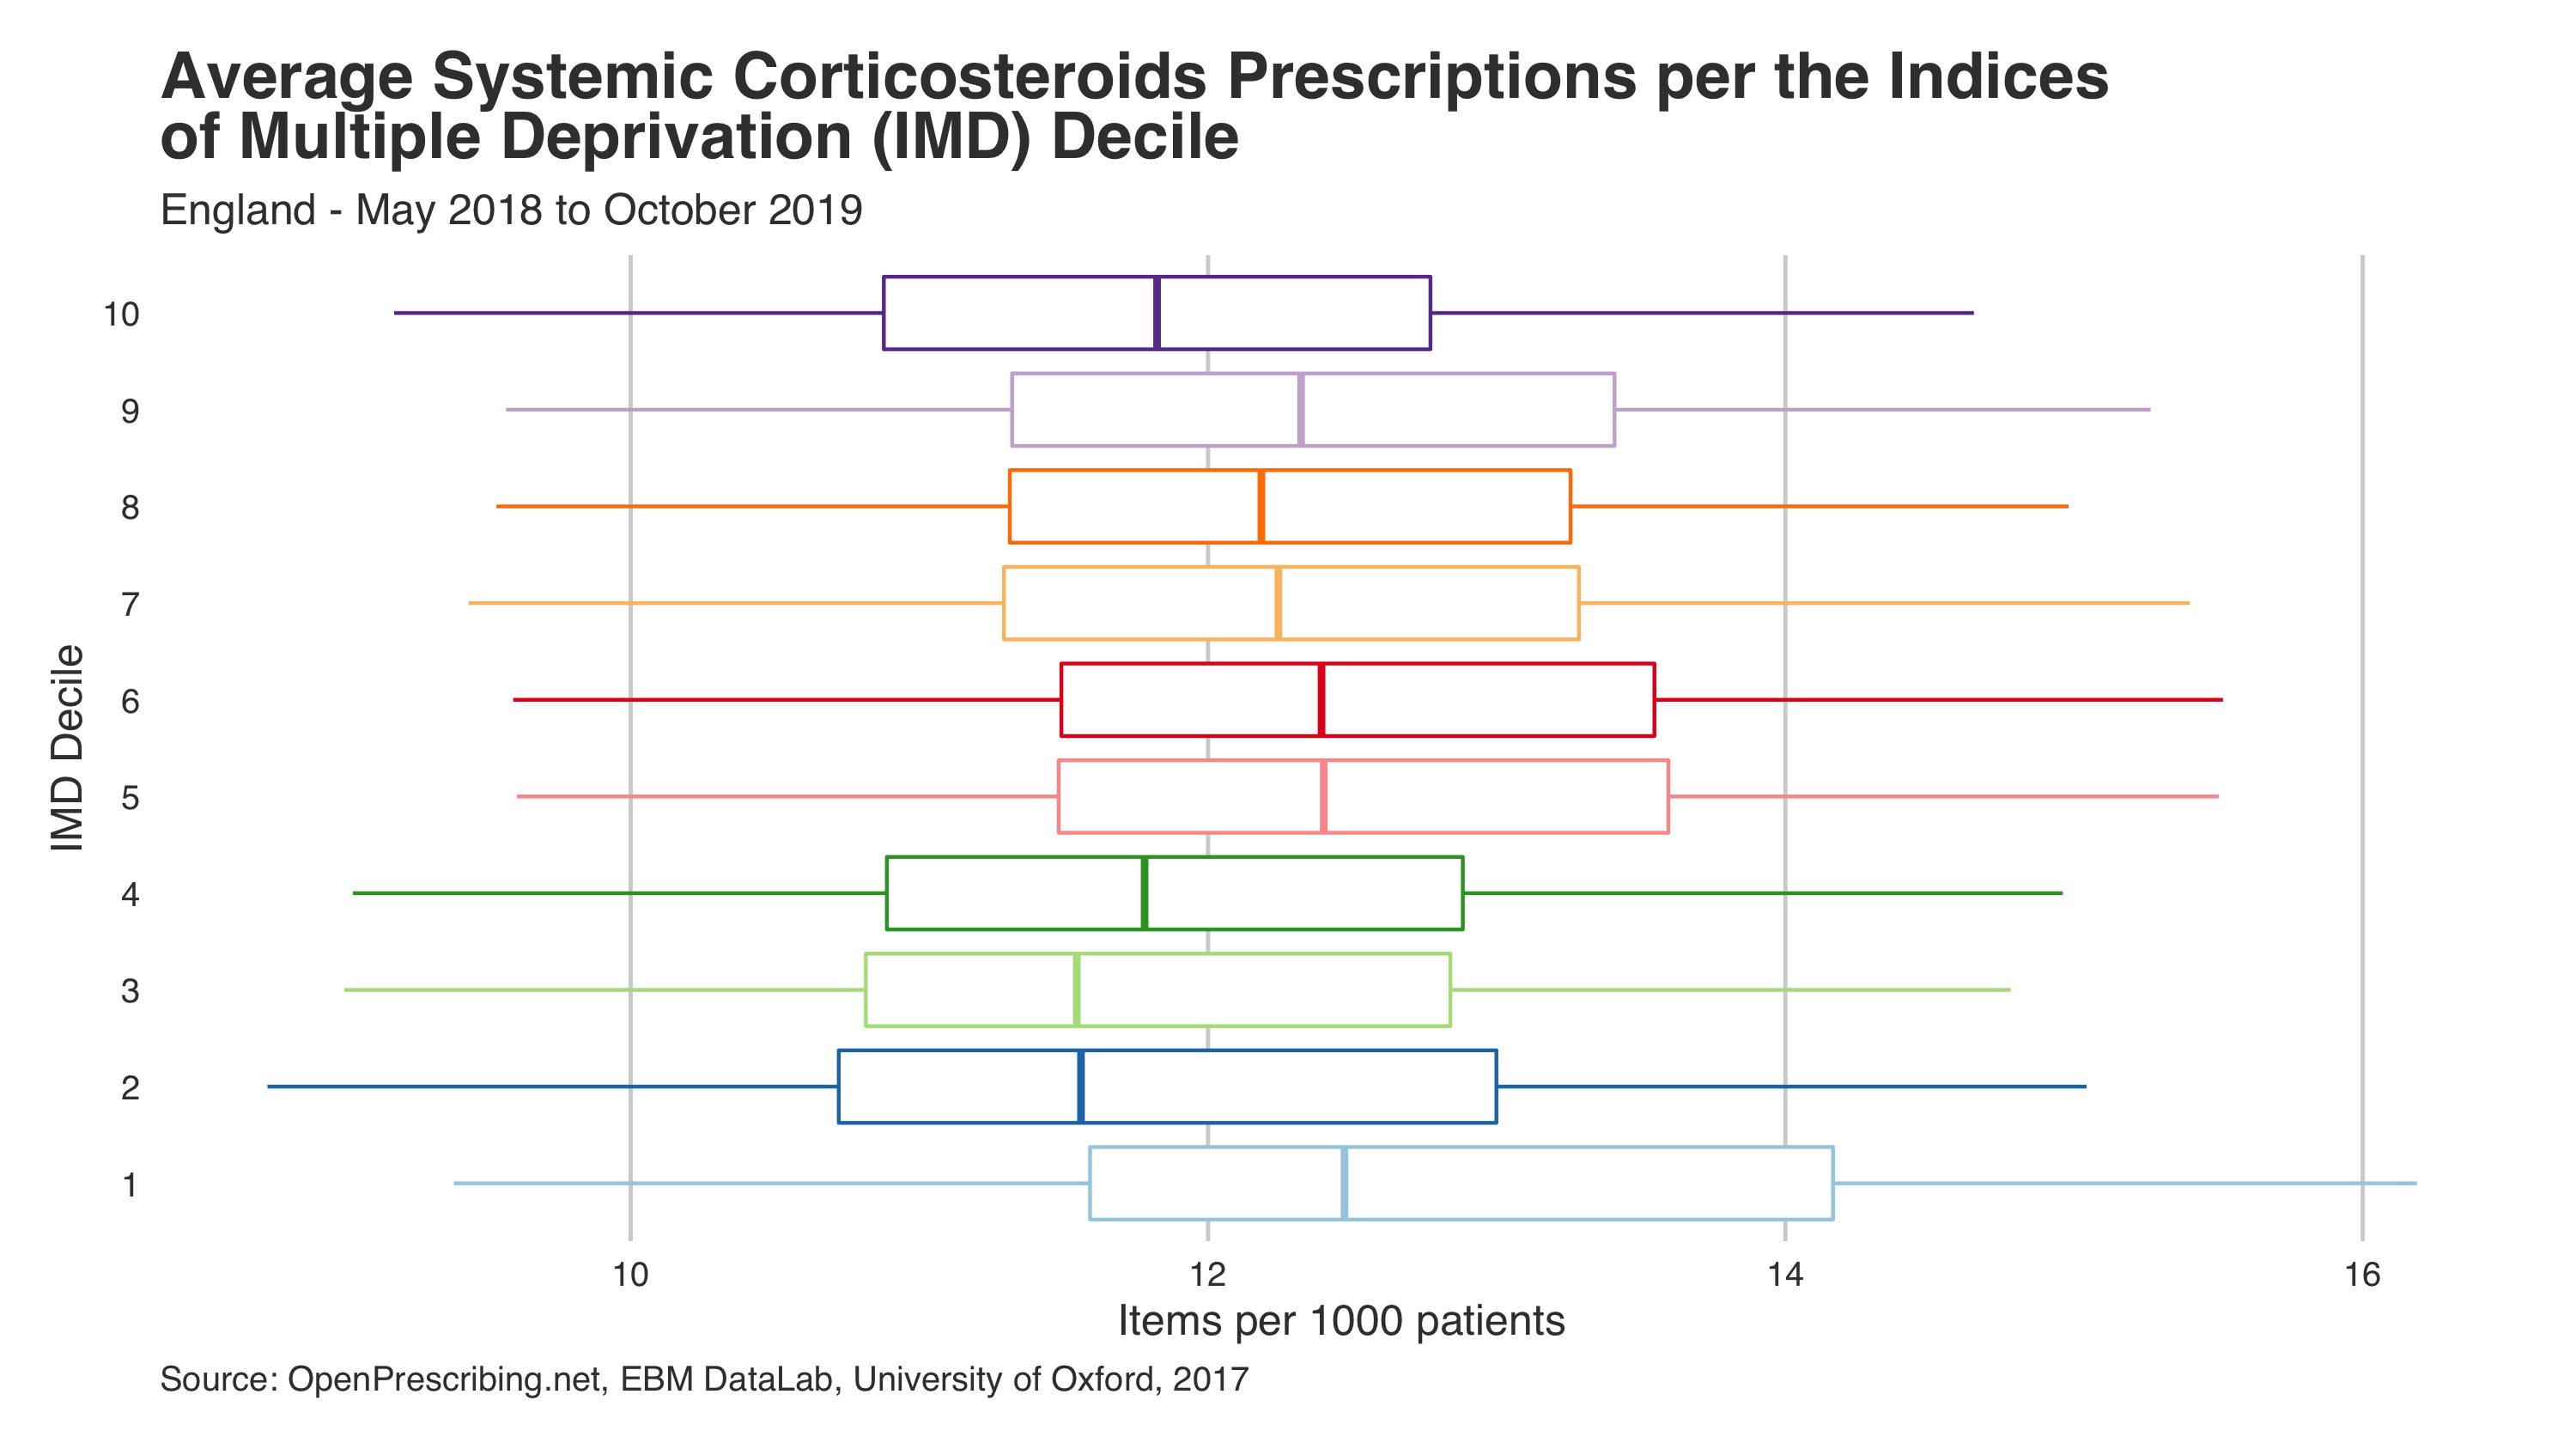 Average Systemic Corticosteroids Prescriptions per the Indices
of Multiple Deprivation (IMD) Decile
England - May 2018 to October 2019
IMD Decile
10
9
8
7
6
5
4
3
2
1
10 12 14 16
Items per 1000 patients
Source: OpenPrescribing.net, EBM DataLab, University of Oxford, 2017